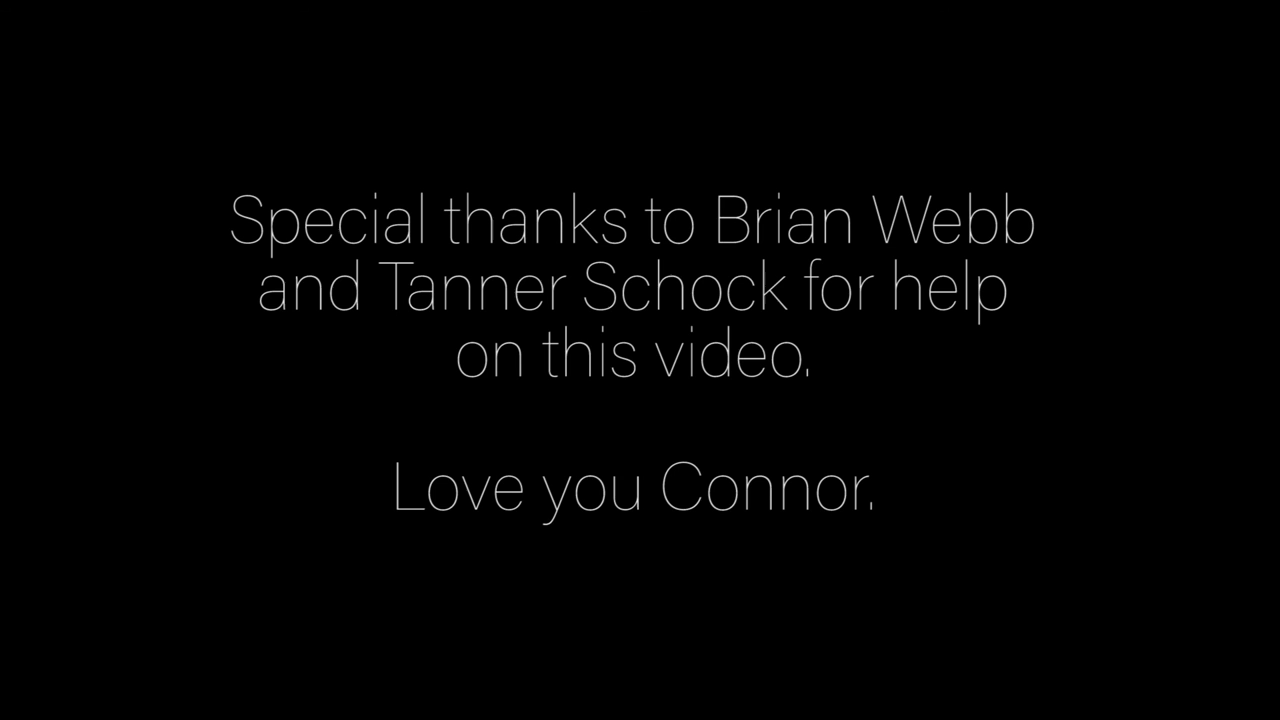 Special thanks to Brian Webb
and Tanner Schock for help
on this video.
Love you Connor.